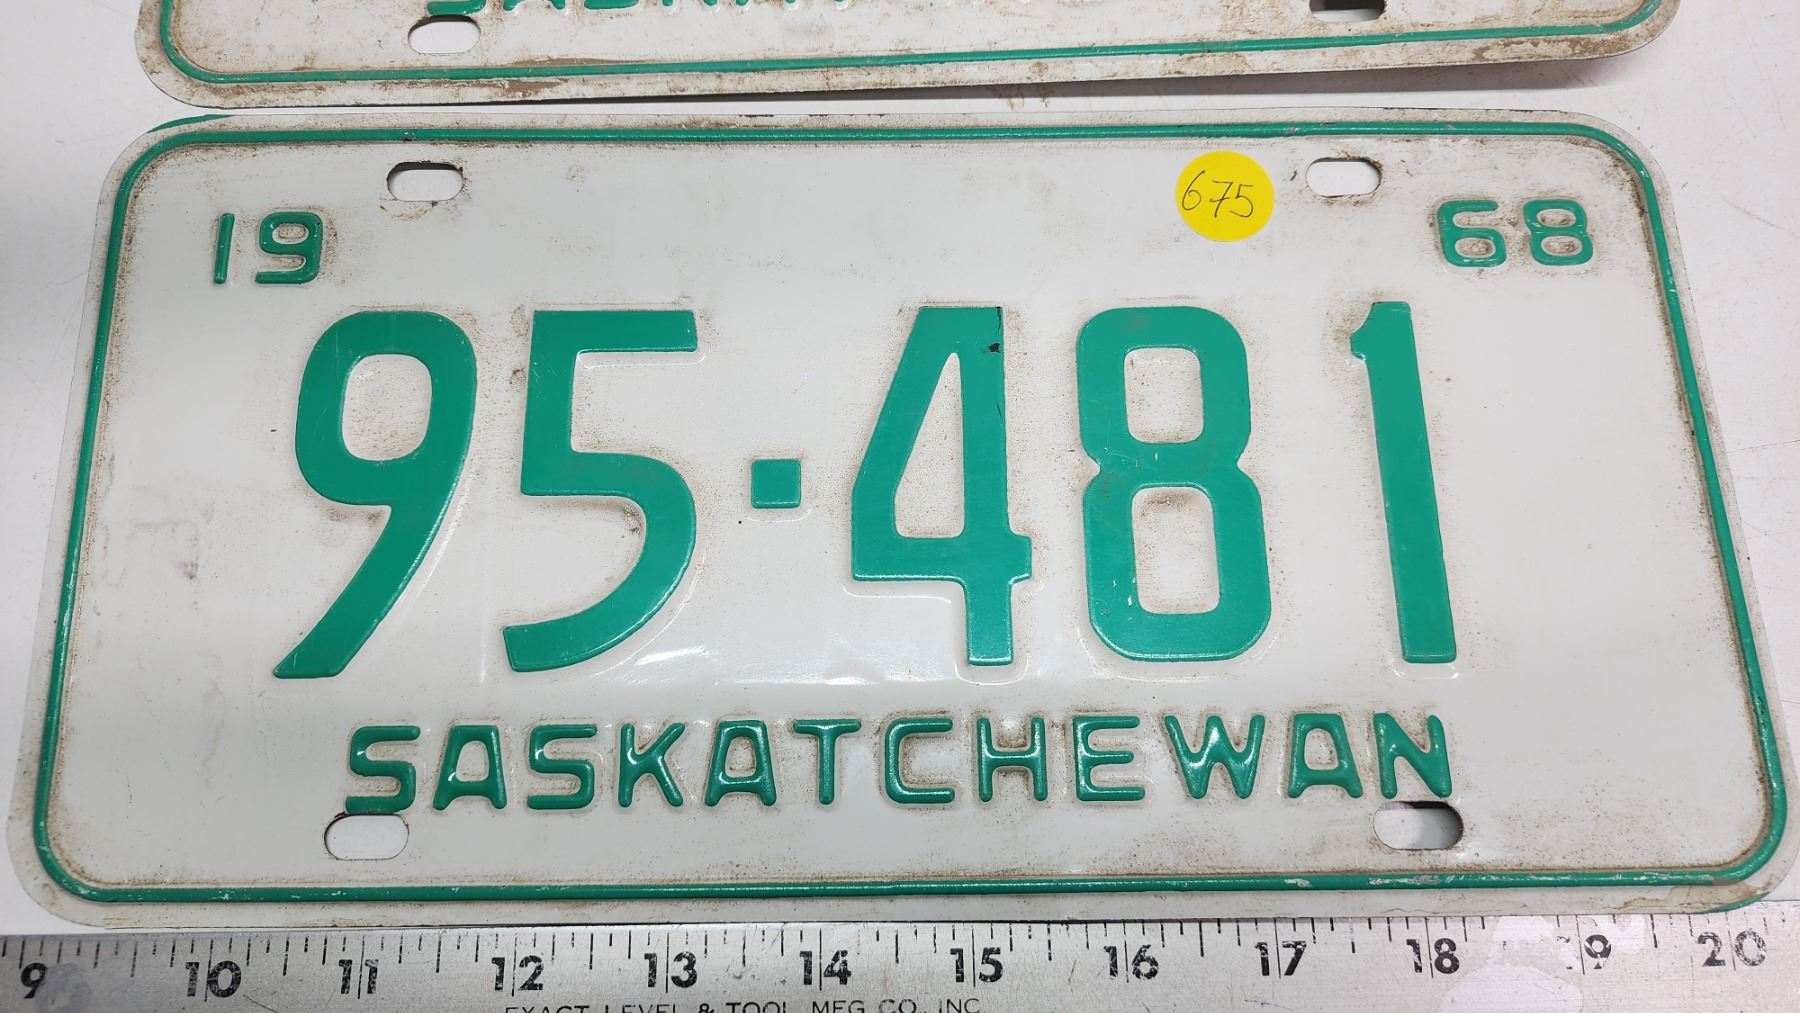 675
19 68
95·481
SASKATCHEWAN
9 10 11 12 13 14 15 16 17 18 19 20
EXACT LEVEL & TOOL MFG CO., INC